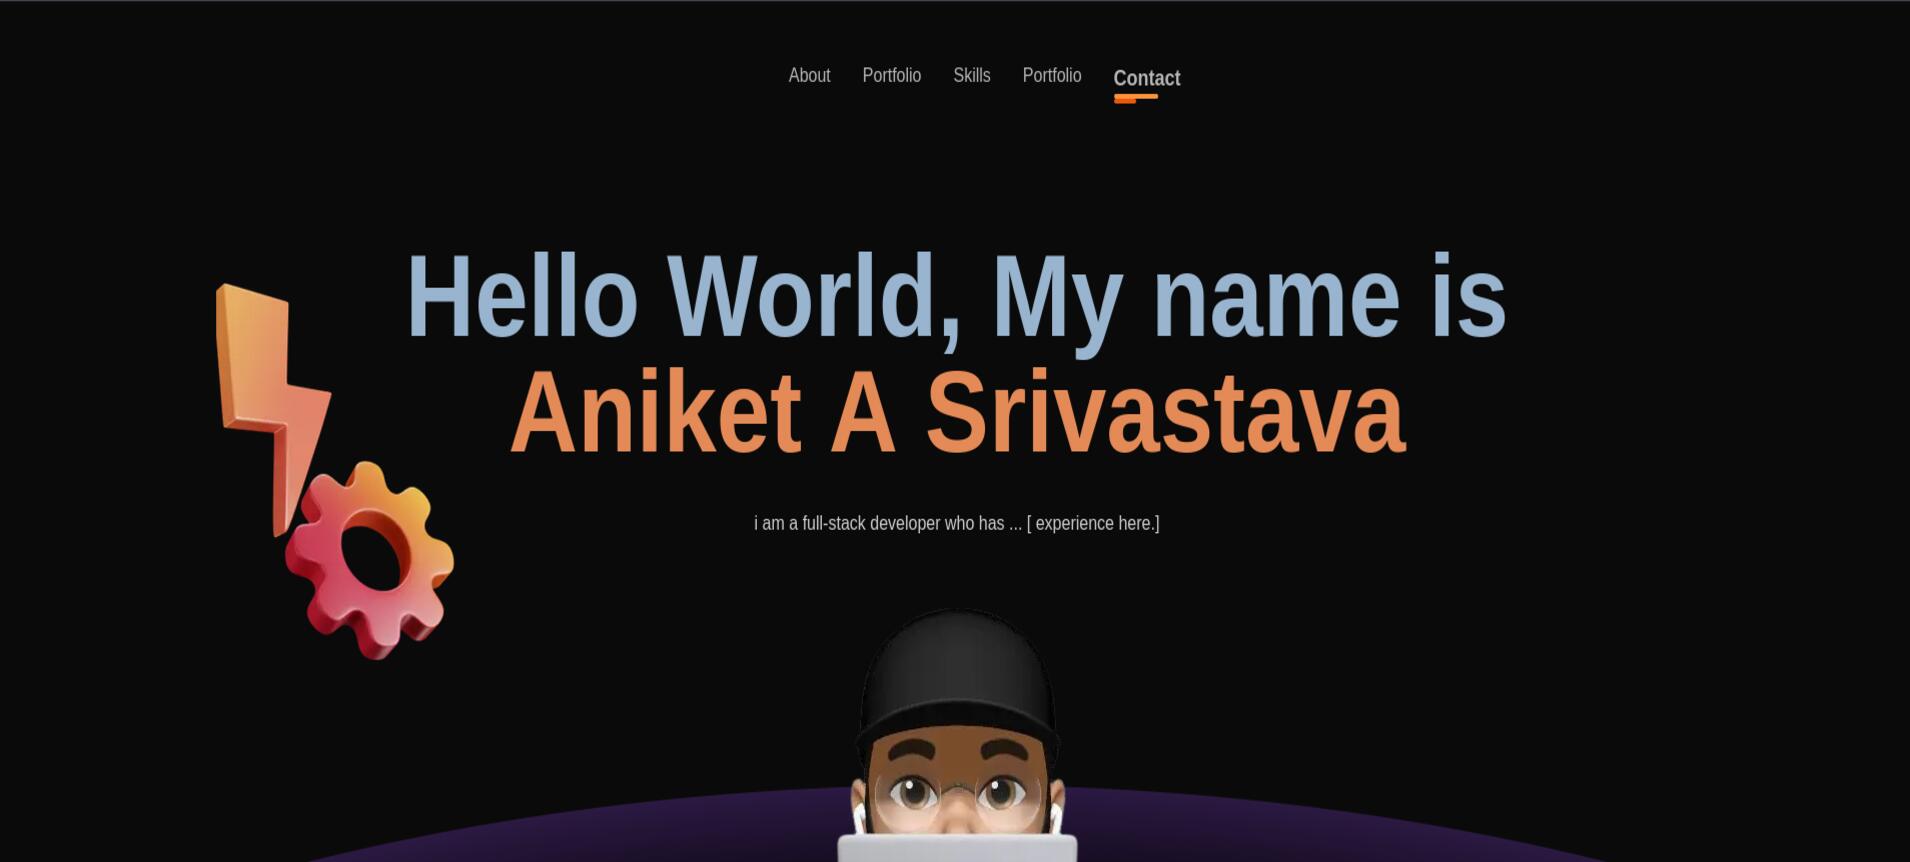 About Portfolio Skills Portfolio Contact
Hello World, My name is
Aniket A Srivastava
i am a full-stack developer who has ... [ experience here.]